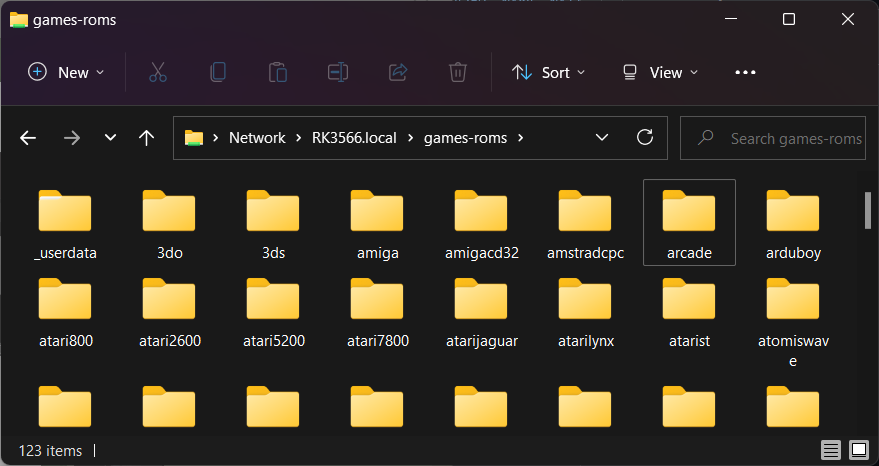 games-roms
New
Sort
View
Network
RK3566.local
games-roms
Search games-roms
_userdata
3do
3ds
amiga
amigacd32
amstradcpc
arcade
arduboy
atari800
atari2600
atari5200
atari7800
atarijaguar
atarilynx
atarist
atomiswav
e
123 items